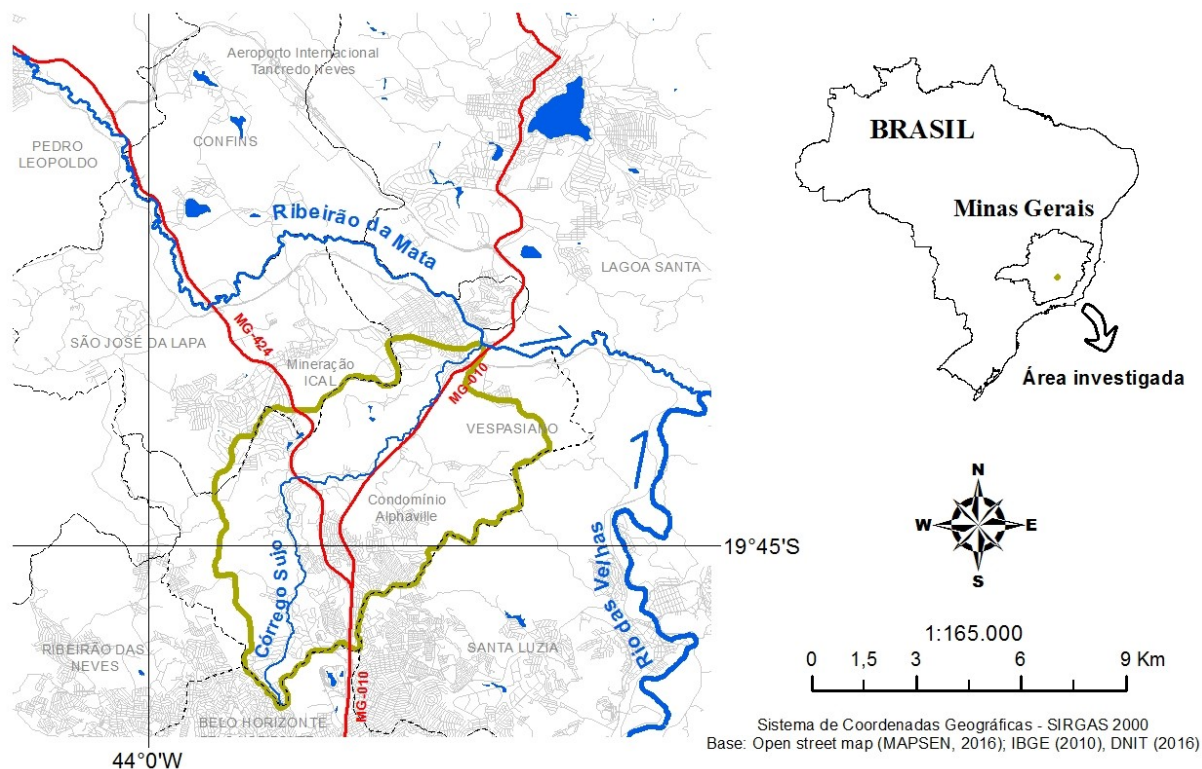 Aeroporto Internacional
Tancredo Neves
PEDRO
LEOPOLDO
CONFINS
Ribeirão da Mata
LAGOA SANTA
SÃO JOSÉ DA LAPA
MG-424
Mineração
ICAL
MG-010
VESPASIANO
Condomínio
Alphaville
19°45'S
Córrego Sujo
Rio das Velhas
RIBEIRÃO DAS
NEVES
SANTA LUZIA
MG-010
BELO HORIZONTE
44°0'W
BRASIL
Minas Gerais
Área investigada
N
W
E
S
1:165.000
0 1,5 3 6 9 Km
Sistema de Coordenadas Geográficas - SIRGAS 2000
Base: Open street map (MAPSEN, 2016); IBGE (2010), DNIT (2016)